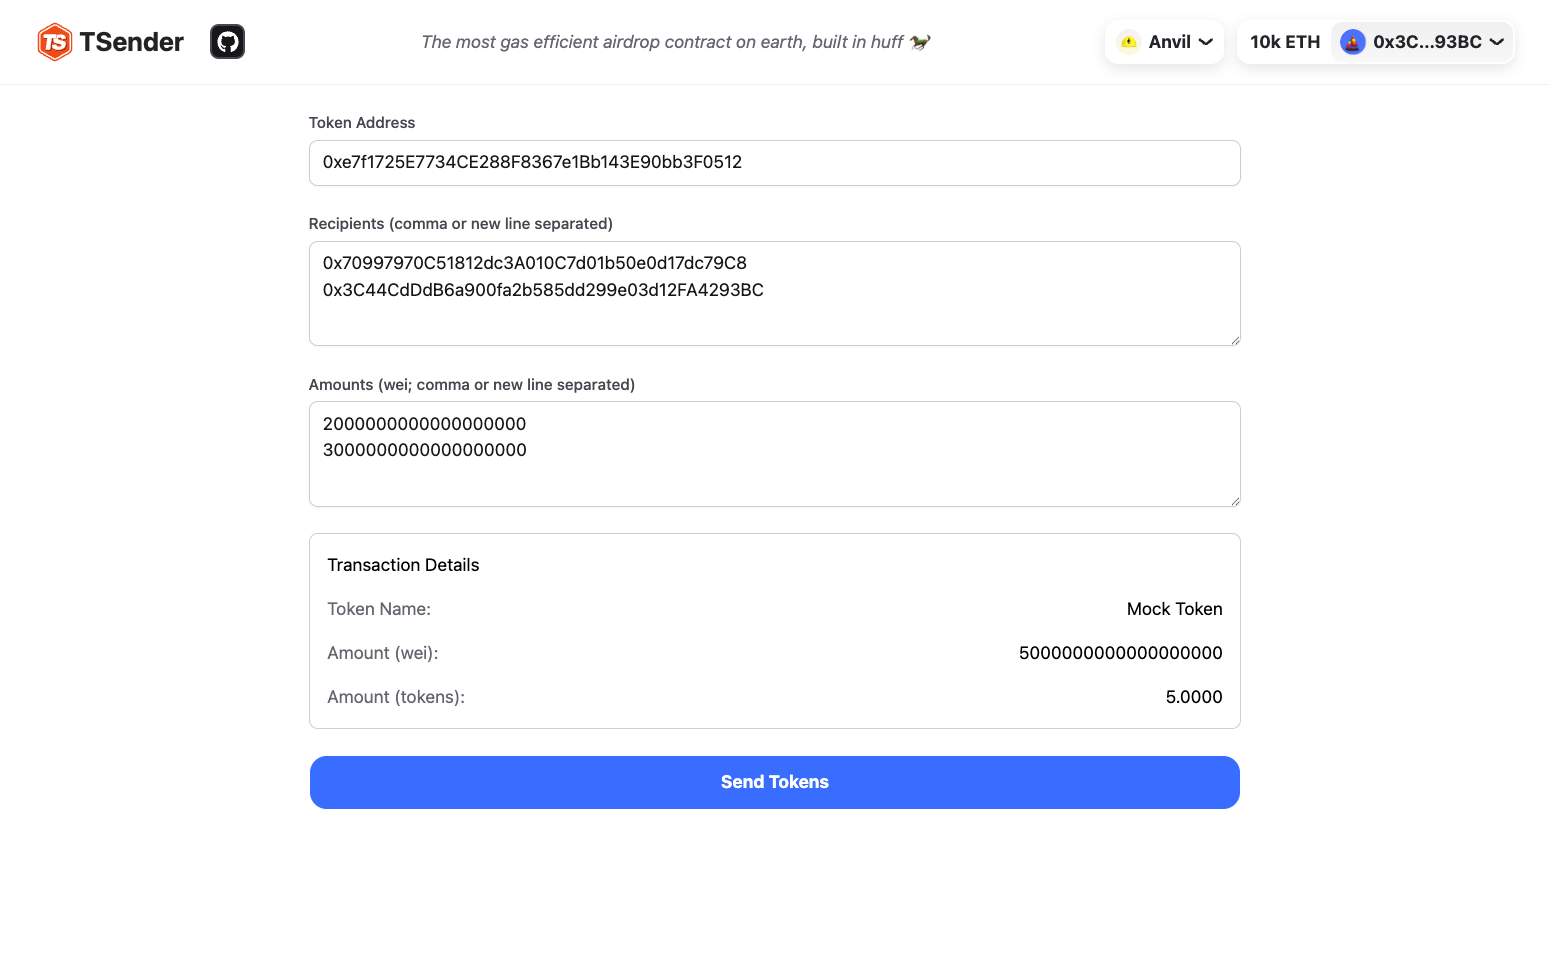 TS TSender
The most gas efficient airdrop contract on earth, built in huff
Anvil
10k ETH
0x3C...93BC
Token Address
0xe7f1725E7734CE288F8367e1Bb143E90bb3F0512
Recipients (comma or new line separated)
0x70997970C51812dc3A010C7d01b50e0d17dc79C8
0x3C44CdDdB6a900fa2b585dd299e03d12FA4293BC
Amounts (wei; comma or new line separated)
2000000000000000000
3000000000000000000
Transaction Details
Token Name: Mock Token
Amount (wei): 5000000000000000000
Amount (tokens): 5.0000
Send Tokens